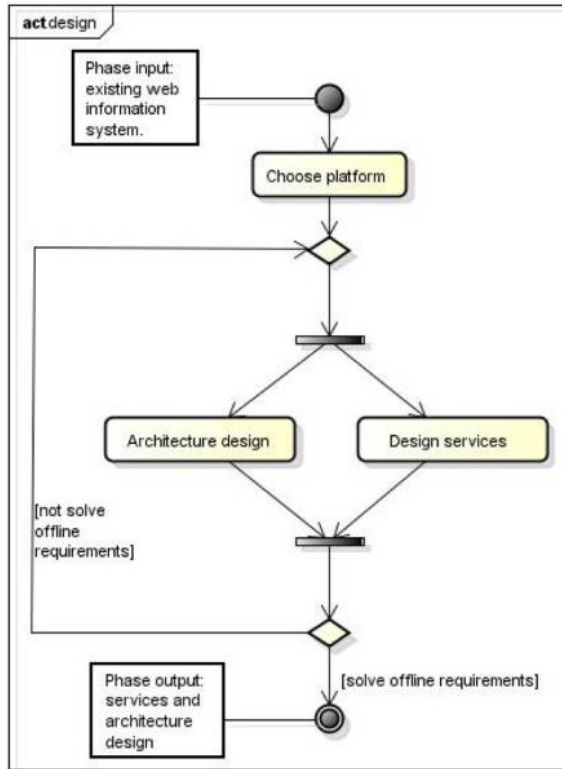 act design
Phase input:
existing web
information
system.
Choose platform
Architecture design
Design services
[not solve
offline
requirements]
[solve offline requirements]
Phase output:
services and
architecture
design